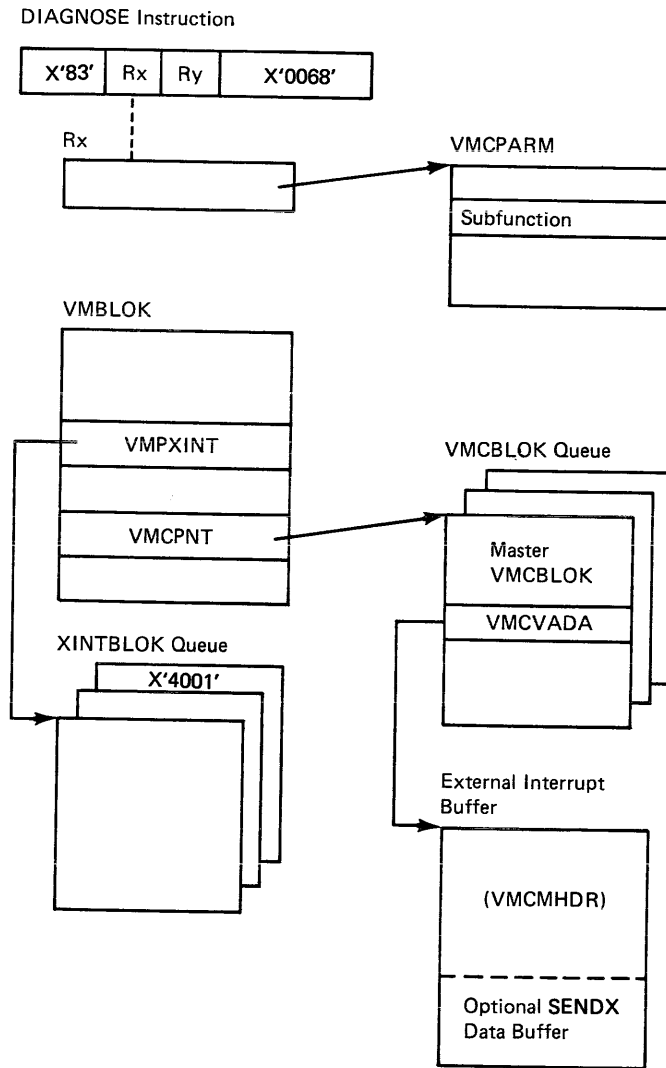 DIAGNOSE Instruction
X'83' Rx Ry X'0068'
Rx
VMCPARM
Subfunction
VMBLOK
VMPXINT
VMCPNT
VMCBLOK Queue
Master
VMCBLOK
VMCVADA
XINTBLOK Queue
X'4001'
External Interrupt
Buffer
(VMCMHDR)
Optional SENDX
Data Buffer